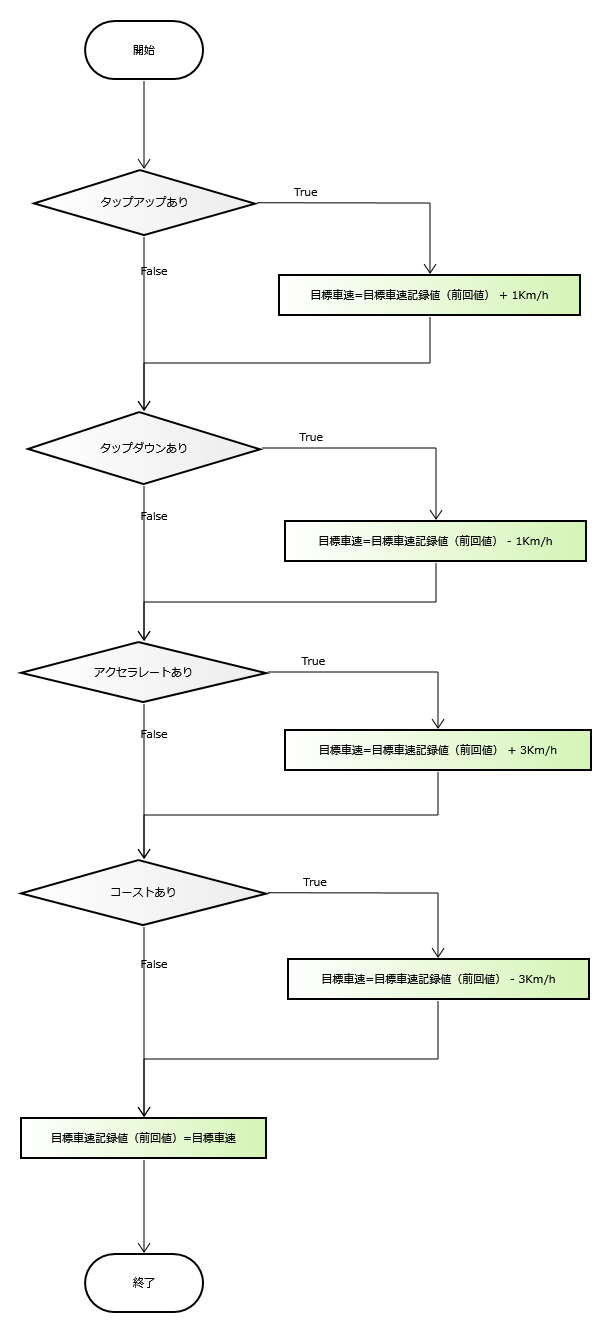 開始
タップアップあり
True
False
目標車速=目標車速記録値（前回値） + 1Km/h
タップダウンあり
True
False
目標車速=目標車速記録値（前回値） - 1Km/h
アクセラレートあり
True
False
目標車速=目標車速記録値（前回値） + 3Km/h
コーストあり
True
False
目標車速=目標車速記録値（前回値） - 3Km/h
目標車速記録値（前回値）=目標車速
終了